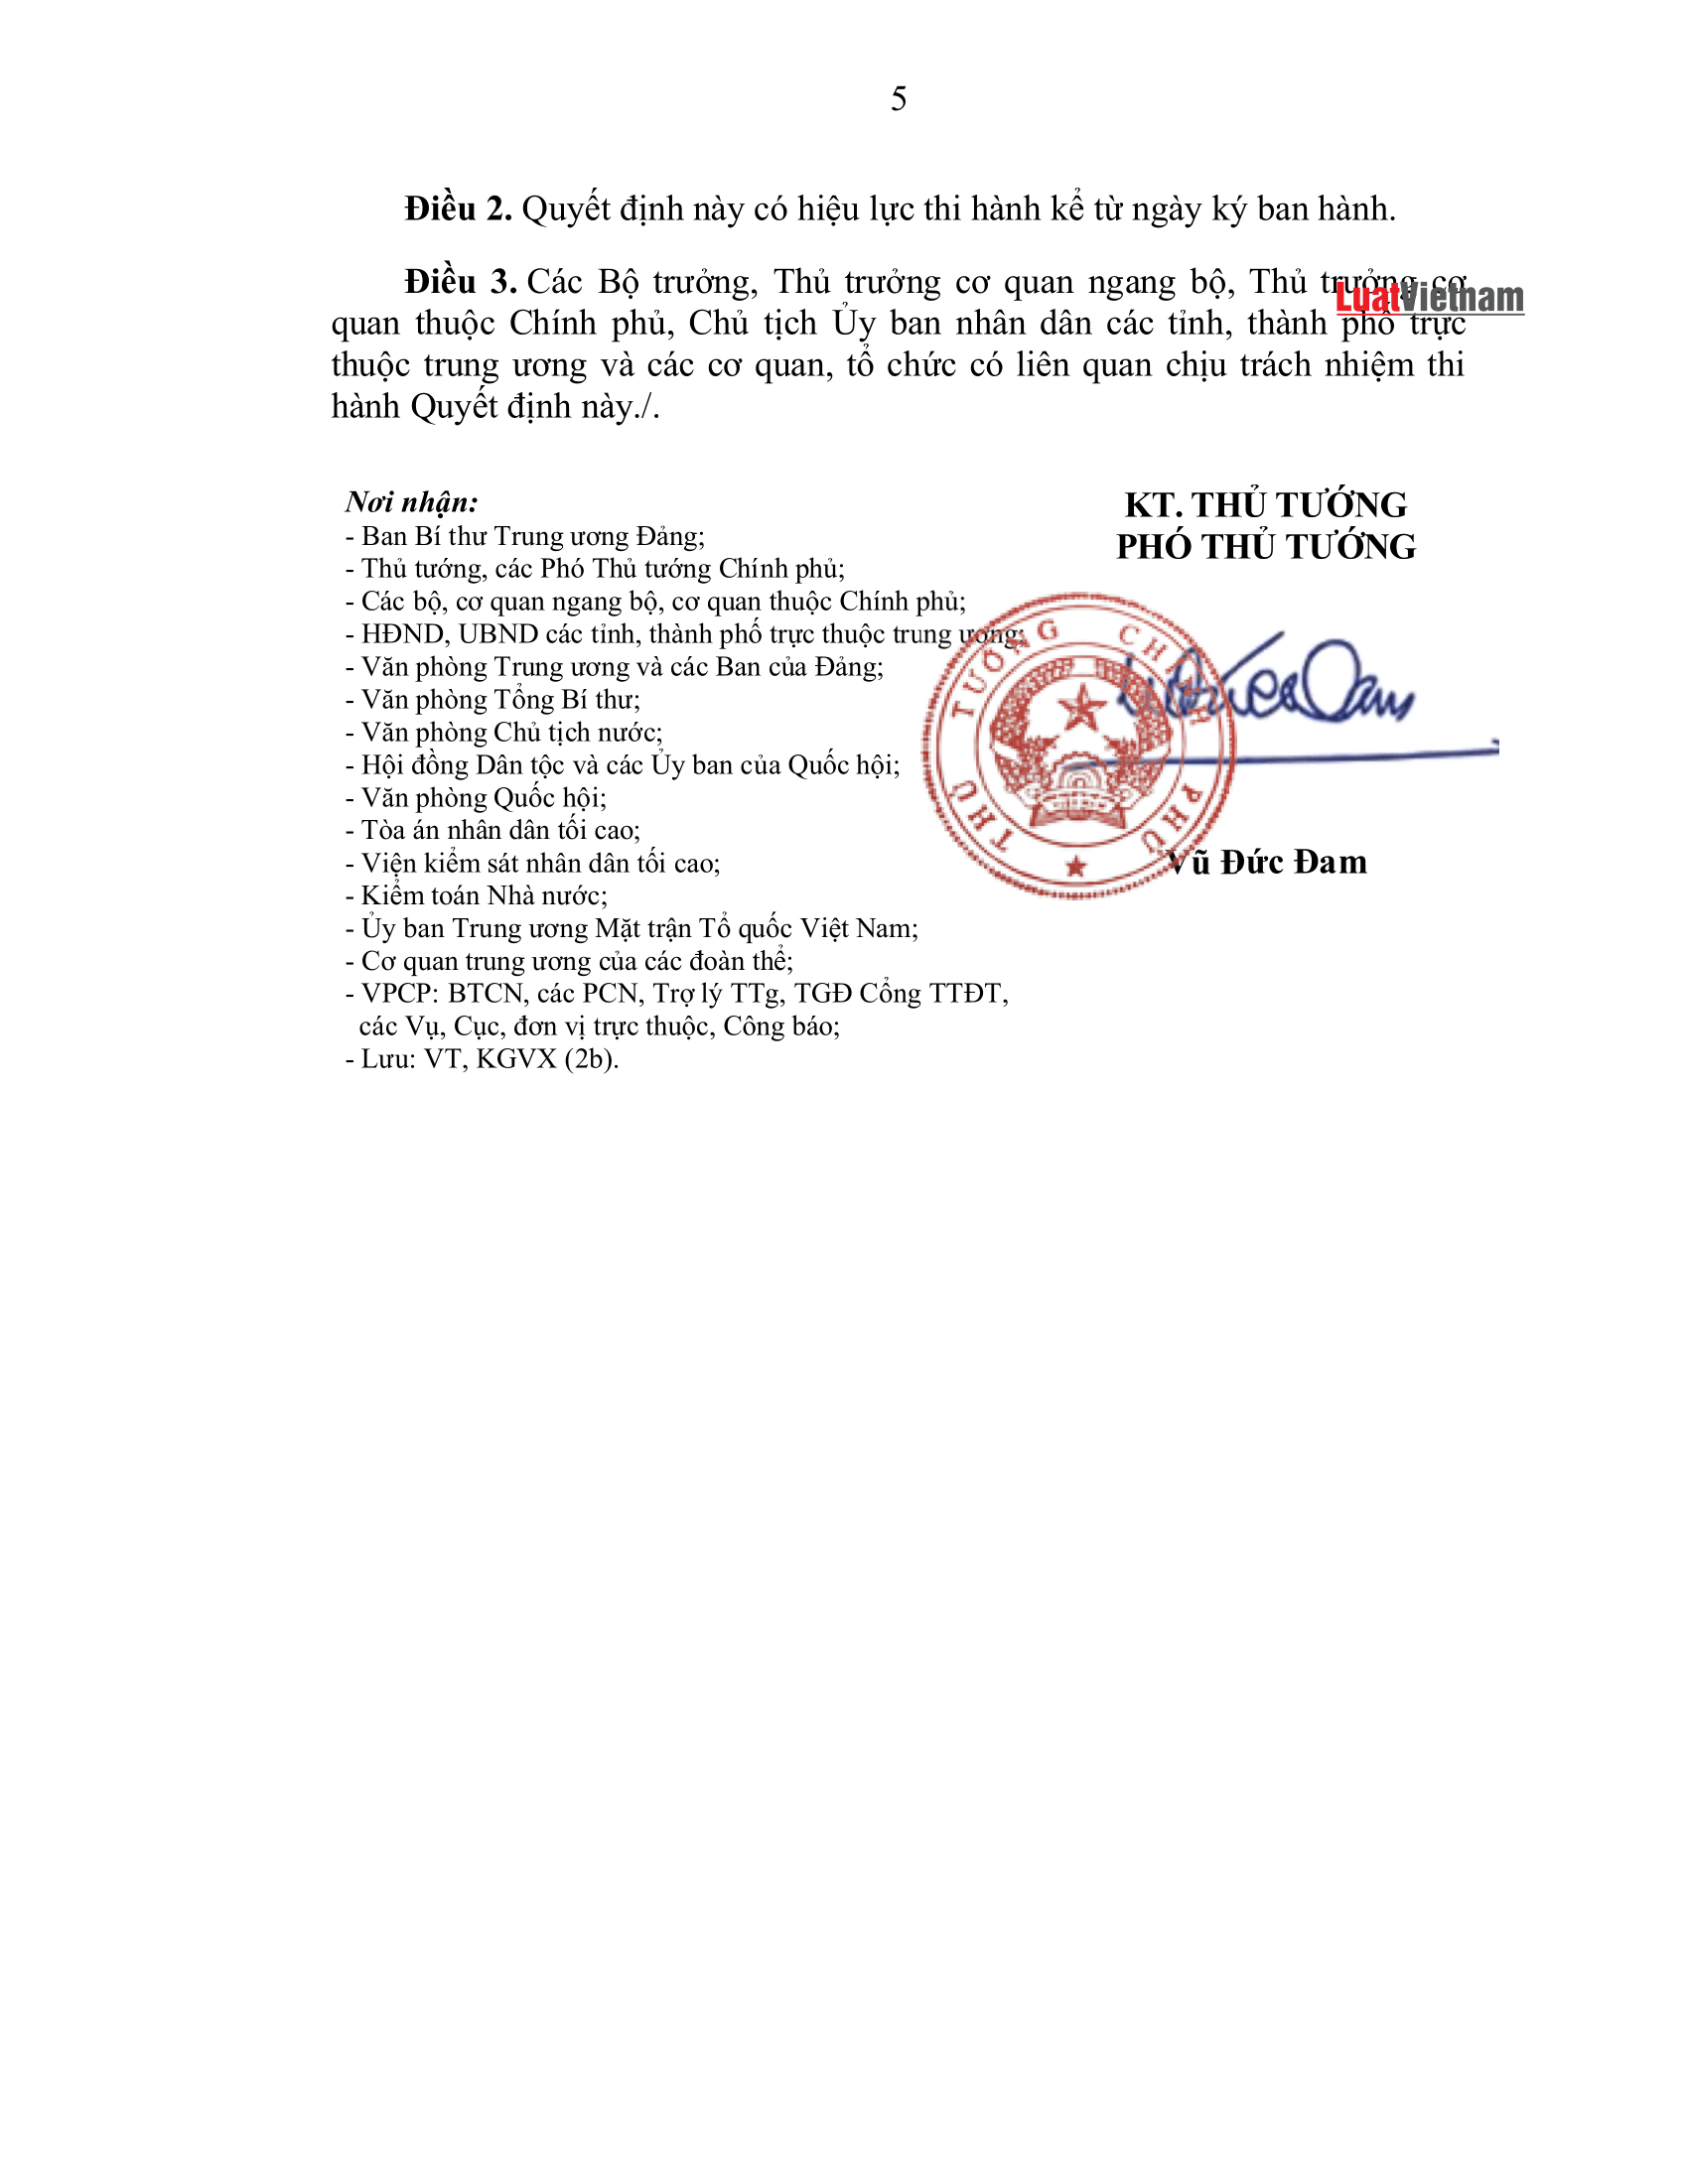 5
Điều 2. Quyết định này có hiệu lực thi hành kể từ ngày ký ban hành.
Điều 3. Các Bộ trưởng, Thủ trưởng cơ quan ngang bộ, Thủ trưởng cơ
LuatVietnam
quan thuộc Chính phủ, Chủ tịch Ủy ban nhân dân các tỉnh, thành phố trực
thuộc trung ương và các cơ quan, tổ chức có liên quan chịu trách nhiệm thi
hành Quyết định này./.
Nơi nhận:
- Ban Bí thư Trung ương Đảng;
- Thủ tướng, các Phó Thủ tướng Chính phủ;
- Các bộ, cơ quan ngang bộ, cơ quan thuộc Chính phủ;
- HĐND, UBND các tỉnh, thành phố trực thuộc trung ương;
- Văn phòng Trung ương và các Ban của Đảng;
- Văn phòng Tổng Bí thư;
- Văn phòng Chủ tịch nước;
- Hội đồng Dân tộc và các Ủy ban của Quốc hội;
- Văn phòng Quốc hội;
- Tòa án nhân dân tối cao;
- Viện kiểm sát nhân dân tối cao;
- Kiểm toán Nhà nước;
- Ủy ban Trung ương Mặt trận Tổ quốc Việt Nam;
- Cơ quan trung ương của các đoàn thể;
- VPCP: BTCN, các PCN, Trợ lý TTg, TGĐ Cổng TTĐT,
các Vụ, Cục, đơn vị trực thuộc, Công báo;
- Lưu: VT, KGVX (2b).
KT. THỦ TƯỚNG
PHÓ THỦ TƯỚNG
THỦ TƯỚNG CHÍNH PHỦ
Vũ Đức Đam